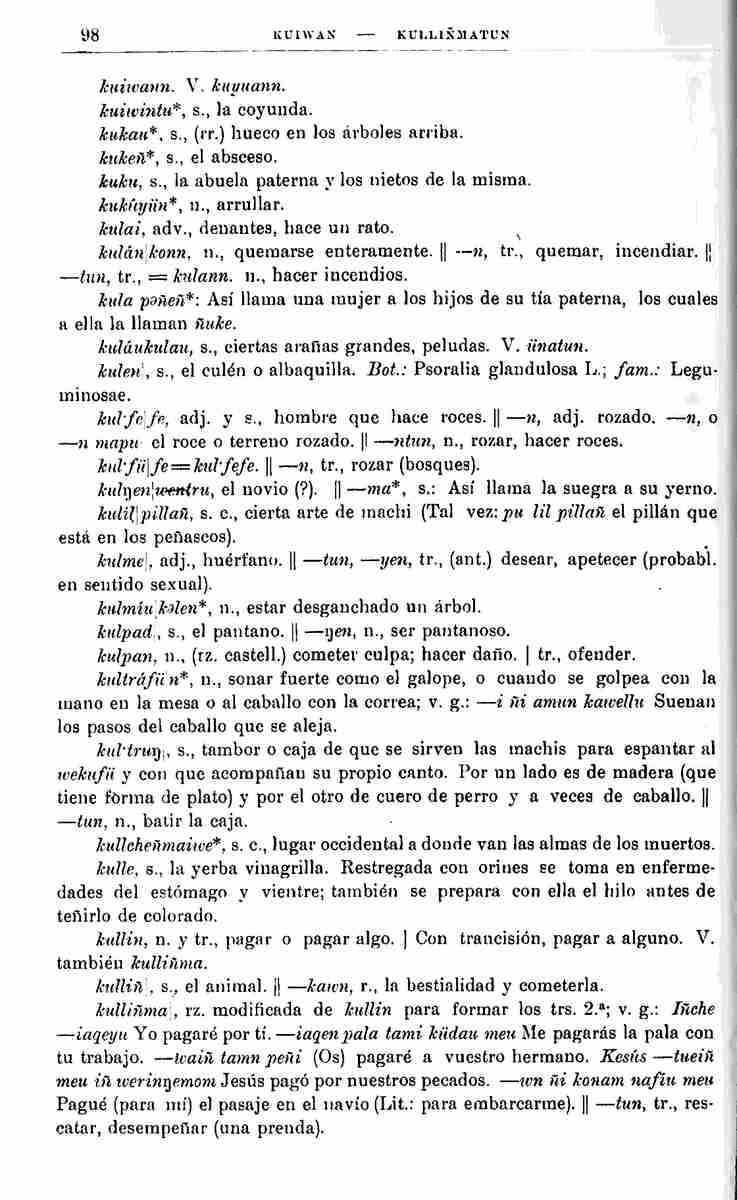 98 KUIWAN — KULLIÑMATUN
kuiwann. V. kuyuann.
kuiwintu*, s., la coyunda.
kukau*, s., (rr.) hueco en los árboles arriba.
kukeñ*, s., el absceso.
kuku, s., la abuela paterna y los nietos de la misma.
kukúyün*, n., arrullar.
kulai, adv., denantes, hace un rato.
kulán|konn, n., quemarse enteramente. || —n, tr., quemar, incendiar. ||
—tun, tr., = kulann. n., hacer incendios.
kula pəñeñ*: Así llama una mujer a los hijos de su tía paterna, los cuales
a ella la llaman ñuke.
kuláukulau, s., ciertas arañas grandes, peludas. V. ünatun.
kulen|, s., el culén o albaquilla. Bot.: Psoralia glandulosa L.; fam.: Legu-
minosae.
kul·fe|fe, adj. y s., hombre que hace roces. || —n, adj. rozado. —n, o
—n mapu el roce o terreno rozado. || —ntun, n., rozar, hacer roces.
kul·fü|fe=kul·fefe. || —n, tr., rozar (bosques).
kulŋen|wentru, el novio (?). || —ma*, s.: Así llama la suegra a su yerno.
kulil|pillañ, s. c., cierta arte de machi (Tal vez: pu lil pillañ el pillán que
está en los peñascos).
kulme|, adj., huérfano. || —tun, —yen, tr., (ant.) desear, apetecer (probabl.
en sentido sexual).
kulmíu|kəlen*, n., estar desganchado un árbol.
kulpad|, s., el pantano. || —ŋen, n., ser pantanoso.
kulpan, n., (rz. castell.) cometer culpa; hacer daño. | tr., ofender.
kultráfün*, n., sonar fuerte como el galope, o cuando se golpea con la
mano en la mesa o al caballo con la correa; v. g.: —i ñi amun kawellu Suenan
los pasos del caballo que se aleja.
kul·truŋ|, s., tambor o caja de que se sirven las machis para espantar al
wekufü y con que acompañan su propio canto. Por un lado es de madera (que
tiene forma de plato) y por el otro de cuero de perro y a veces de caballo. ||
—tun, n., batir la caja.
kullcheñmaiwe*, s. c., lugar occidental a donde van las almas de los muertos.
kulle, s., la yerba vinagrilla. Restregada con orines se toma en enferme-
dades del estómago y vientre; también se prepara con ella el hilo antes de
teñirlo de colorado.
kullin, n. y tr., pagar o pagar algo. | Con trancisión, pagar a alguno. V.
también kulliñma.
kulliñ|, s., el animal. || —kawn, r., la bestialidad y cometerla.
kulliñma|, rz. modificada de kullin para formar los trs. 2.ª; v. g.: Iñche
—iaqeyu Yo pagaré por tí. —iaqen pala tami küdau meu Me pagarás la pala con
tu trabajo. —waiñ tamn peñi (Os) pagaré a vuestro hermano. Kesús —tueiñ
meu iñ werinŋemom Jesús pagó por nuestros pecados. —wn ñi konam nafíu meu
Pagué (para mí) el pasaje en el navío (Lit.: para embarcarme). || —tun, tr., res-
catar, desempeñar (una prenda).